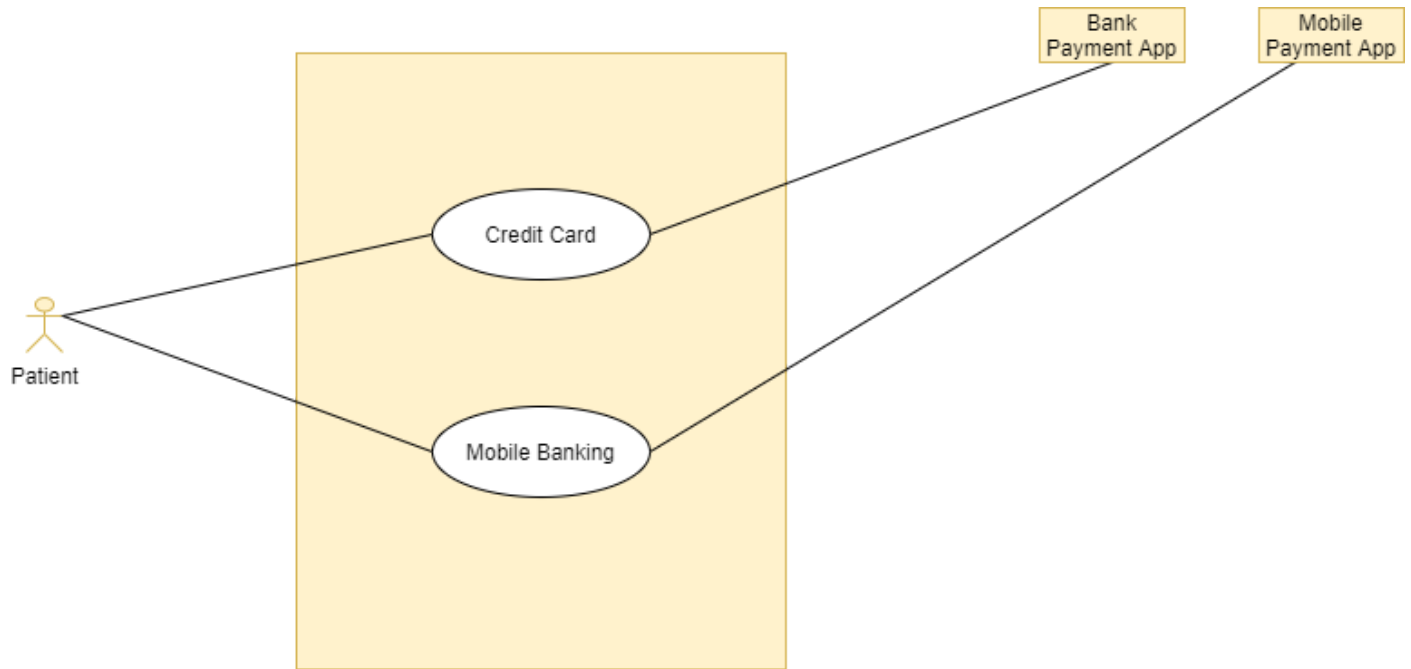 Bank
Payment App
Mobile
Payment App
Credit Card
Patient
Mobile Banking